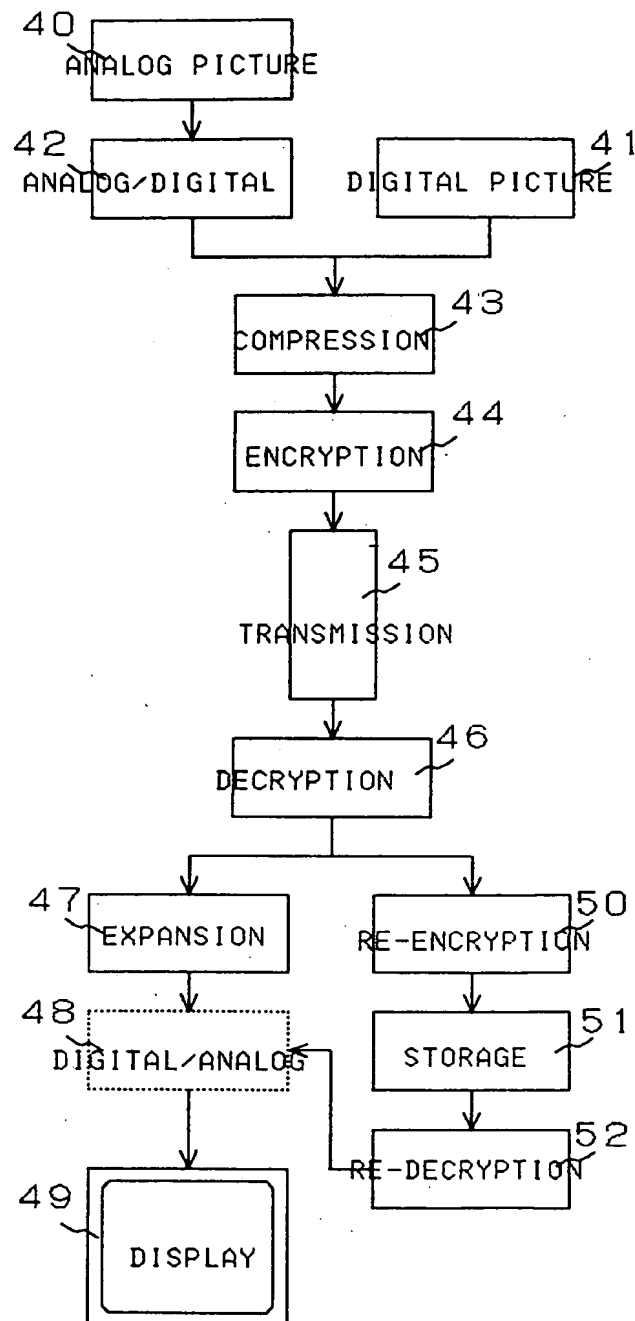 40
ANALOG PICTURE
42
ANALOG/DIGITAL
41
DIGITAL PICTURE
43
COMPRESSION
44
ENCRYPTION
45
TRANSMISSION
46
DECRYPTION
47
EXPANSION
50
RE-ENCRYPTION
48
DIGITAL/ANALOG
51
STORAGE
52
RE-DECRYPTION
49
DISPLAY